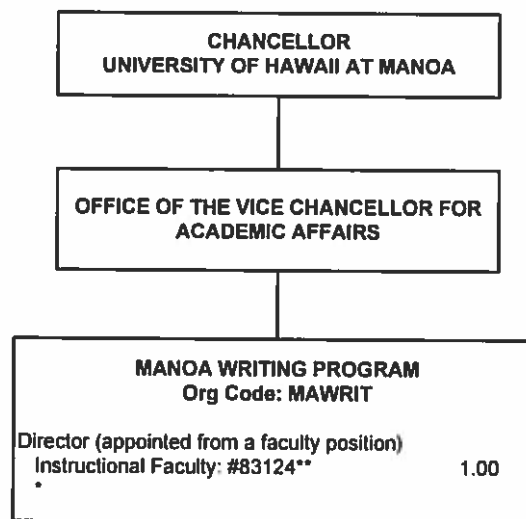 CHANCELLOR
UNIVERSITY OF HAWAII AT MANOA
OFFICE OF THE VICE CHANCELLOR FOR
ACADEMIC AFFAIRS
MANOA WRITING PROGRAM
Org Code: MAWRIT
Director (appointed from a faculty position)
Instructional Faculty: #83124** 1.00
*